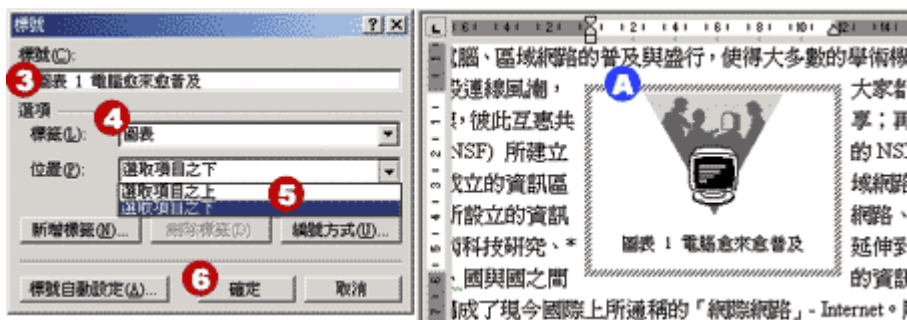 標號
標號(C):
3
圖表 1 電腦愈來愈普及
選項
4
標籤(L):
圖表
位置(P):
選取項目之下
選取項目之上
選取項目之下
5
新增標籤(N)...
刪除標籤(D)
編號方式(U)...
標號自動設定(A)...
6
確定
取消
腦、區域網路的普及與盛行,使得大多數的學術機
連線風潮,
A
大家都
,彼此互惠共
享;再
NSF) 所建立
的 NSF
成立的資訊區
域網路
所設立的資訊
網路、
科技研究、*
圖表 1 電腦愈來愈普及
延伸到
、國與國之間
的資訊
成了現今國際上所通稱的「網際網路」- Internet。